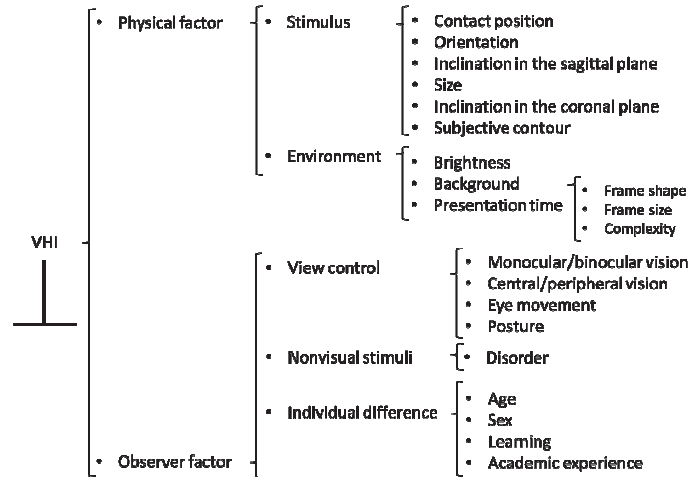 VHI
Physical factor
Stimulus
Contact position
Orientation
Inclination in the sagittal plane
Size
Inclination in the coronal plane
Subjective contour
Environment
Brightness
Background
Presentation time
Frame shape
Frame size
Complexity
Observer factor
View control
Monocular/binocular vision
Central/peripheral vision
Eye movement
Posture
Nonvisual stimuli
Disorder
Individual difference
Age
Sex
Learning
Academic experience